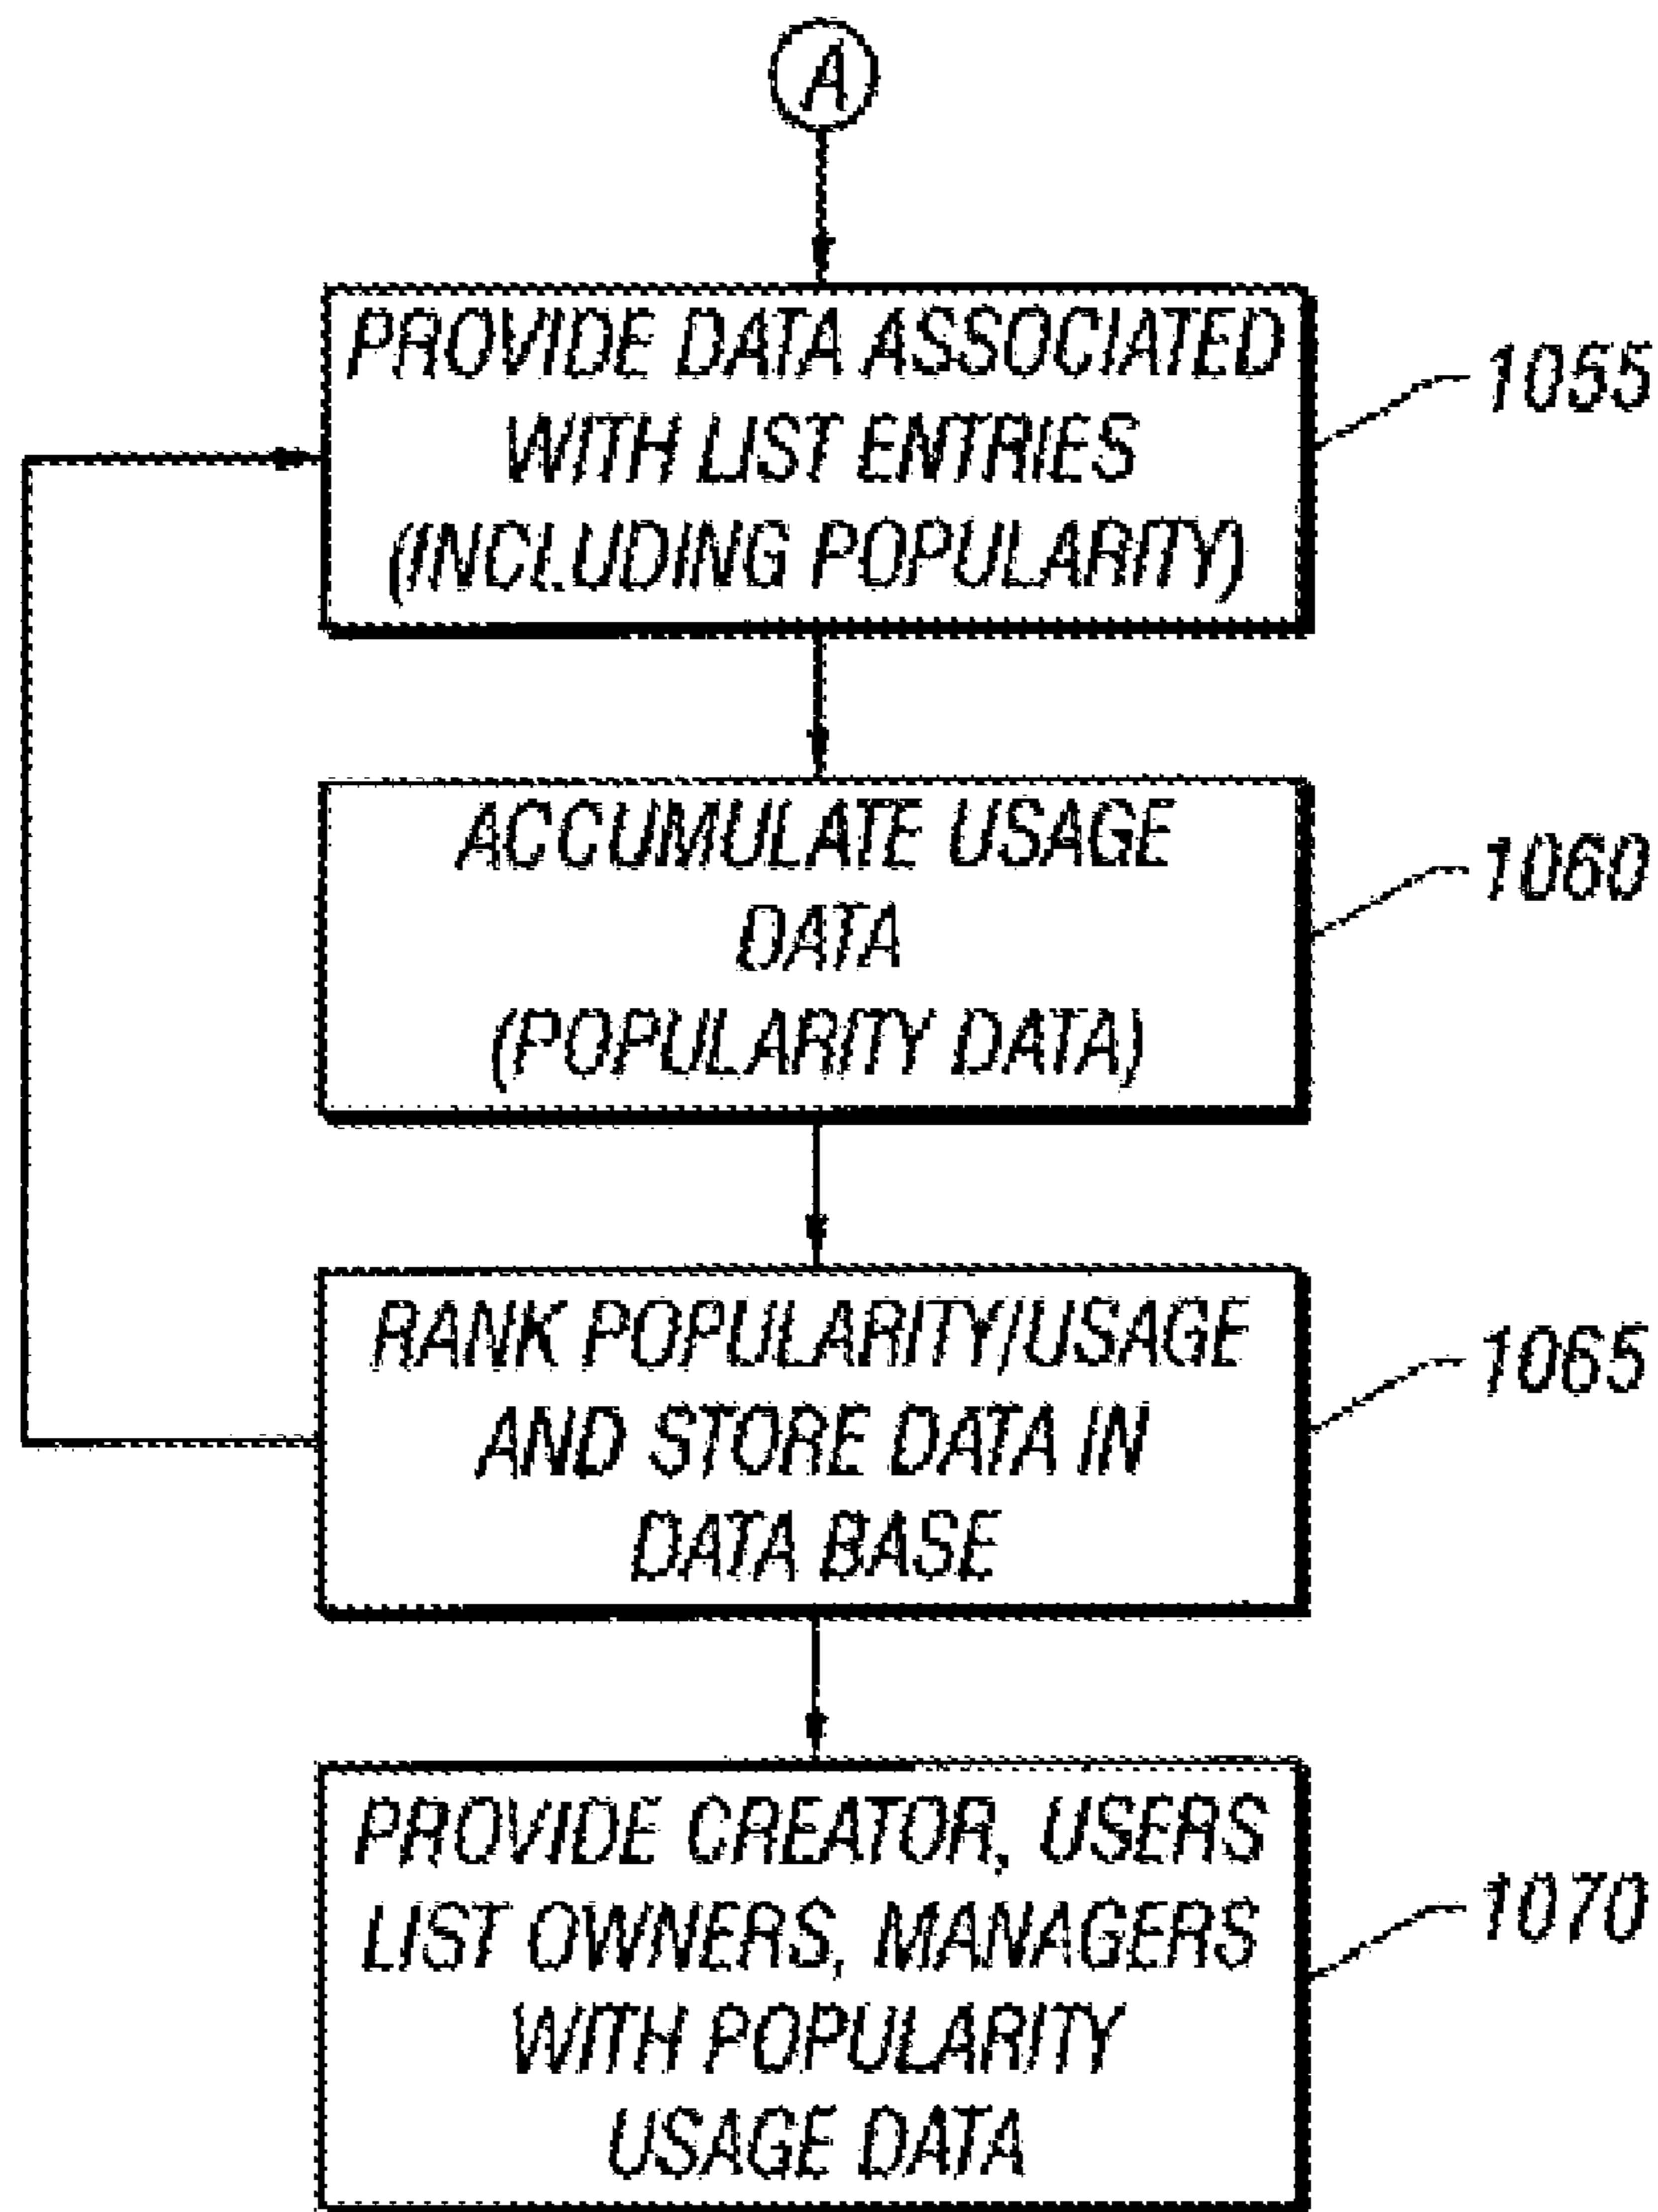 A
PROVIDE DATA ASSOCIATED
WITH LIST ENTRIES
(INCLUDING POPULARITY)
1055
ACCUMULATE USAGE
DATA
(POPULARITY DATA)
1060
RANK POPULARITY/USAGE
AND STORE DATA IN
DATA BASE
1065
PROVIDE CREATOR, USERS
LIST OWNERS, MANAGERS
WITH POPULARITY
USAGE DATA
1070